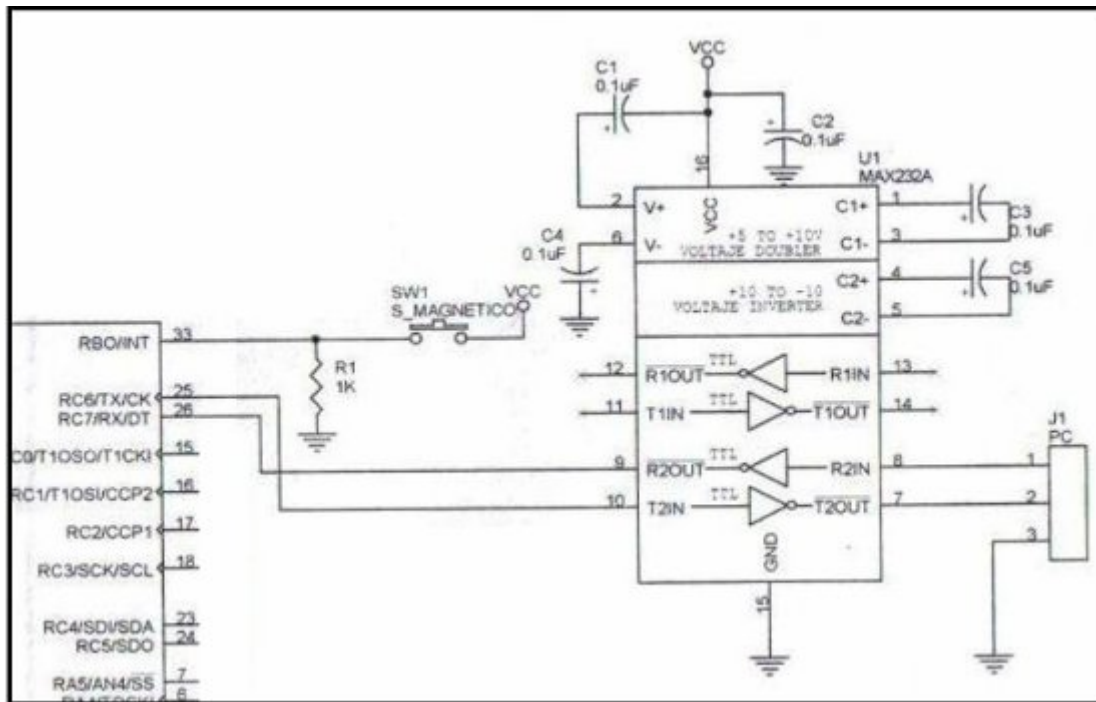 VCC
C1
0.1uF
C2
0.1uF
16
U1
MAX232A
2
V+
VCC
C1+
1
+5 TO +10V
VOLTAJE DOUBLER
C3
0.1uF
6
V-
C1-
3
C4
0.1uF
C2+
4
C5
0.1uF
+10 TO -10
VOLTAJE INVERTER
C2-
5
SW1
S_MAGNETICO
VCC
RBO/INT
33
R1
1K
12
R1OUT
TTL
R1IN
13
RC6/TX/CK
25
11
T1IN
TTL
T1OUT
14
RC7/RX/DT
26
J1
PC
C0/T1OSO/T1CKI
15
9
R2OUT
TTL
R2IN
8
1
RC1/T1OSI/CCP2
16
10
T2IN
TTL
T2OUT
7
2
RC2/CCP1
17
3
GND
RC3/SCK/SCL
18
15
RC4/SDI/SDA
23
RC5/SDO
24
RA5/AN4/SS
7
6